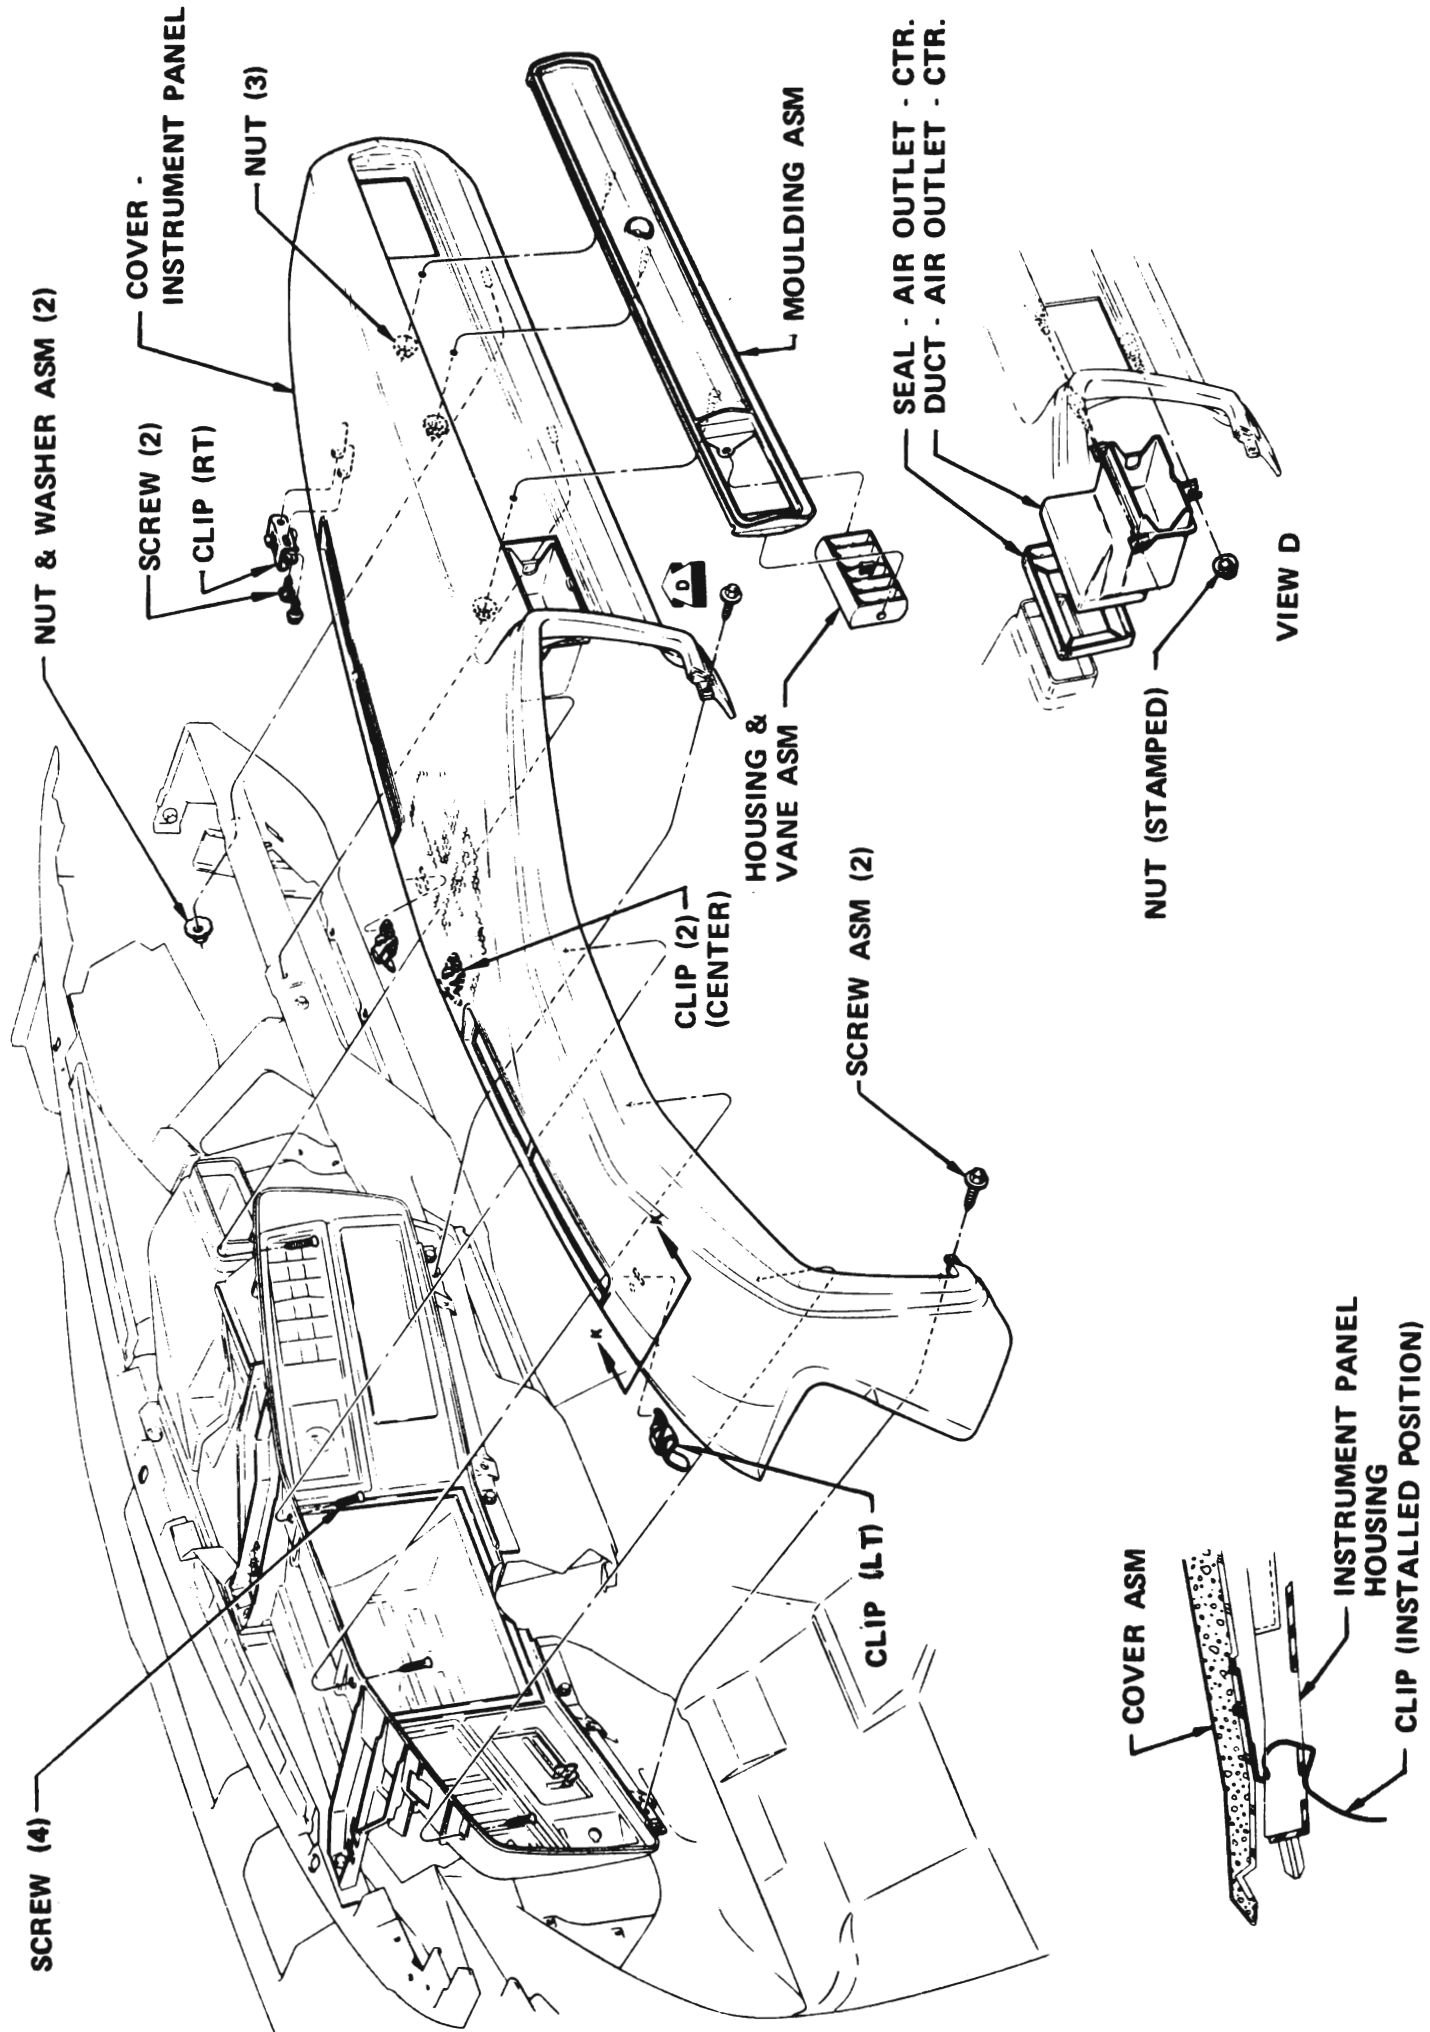 SCREW (4)
NUT & WASHER ASM (2)
SCREW (2)
CLIP (RT)
COVER -
INSTRUMENT PANEL
NUT (3)
MOULDING ASM
SEAL - AIR OUTLET - CTR.
DUCT - AIR OUTLET - CTR.
D
HOUSING &
VANE ASM
CLIP (2)
(CENTER)
SCREW ASM (2)
NUT (STAMPED)
VIEW D
K
K
CLIP (LT)
COVER ASM
INSTRUMENT PANEL
HOUSING
CLIP (INSTALLED POSITION)